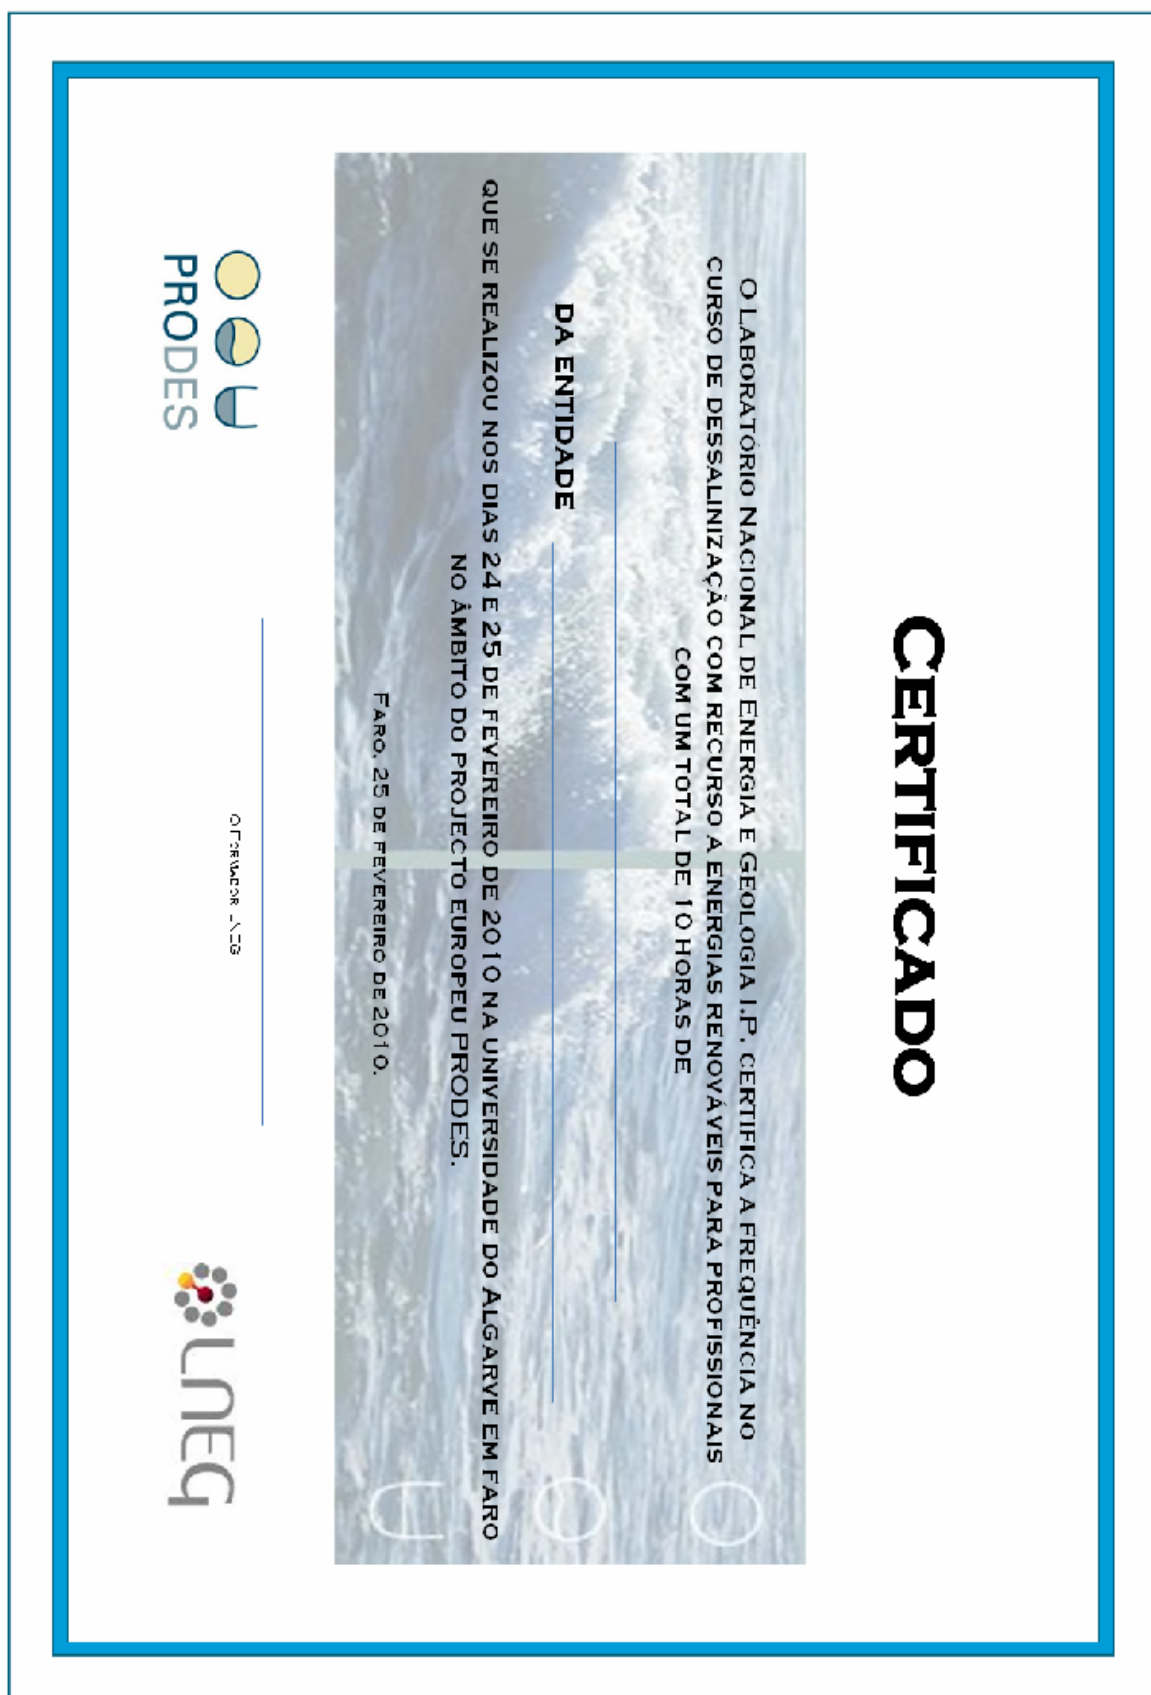 CERTIFICADO
O LABORATÓRIO NACIONAL DE ENERGIA E GEOLOGIA I.P. CERTIFICA A FREQUÊNCIA NO
CURSO DE DESSALINIZAÇÃO COM RECURSO A ENERGIAS RENOVÁVEIS PARA PROFISSIONAIS
COM UM TOTAL DE 10 HORAS DE
DA ENTIDADE
QUE SE REALIZOU NOS DIAS 24 E 25 DE FEVEREIRO DE 2010 NA UNIVERSIDADE DO ALGARVE EM FARO
NO ÂMBITO DO PROJECTO EUROPEU PRODES.
FARO, 25 DE FEVEREIRO DE 2010.
O FORMADOR LNEG
PRODES
LNEG